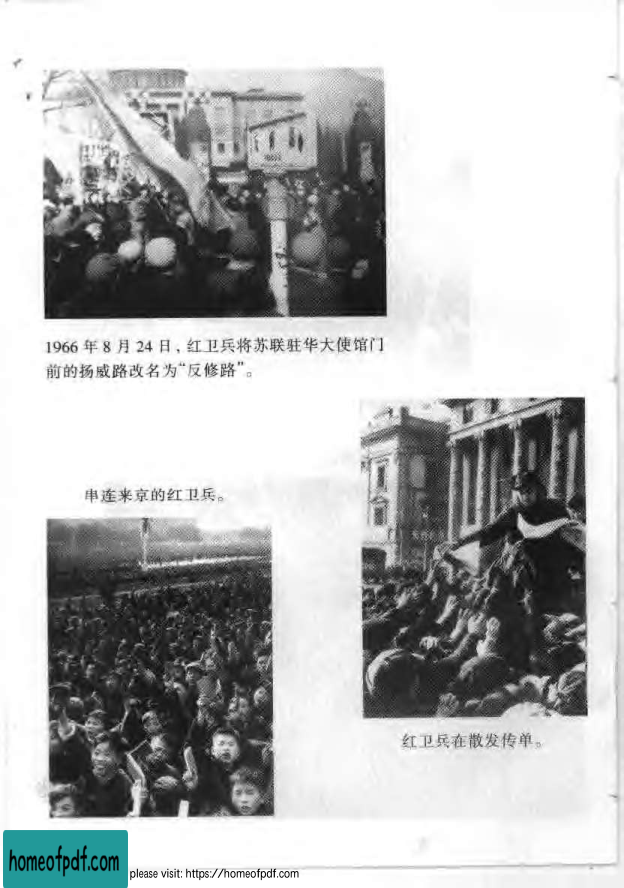 1966 年 8 月 24 日，红卫兵将苏联驻华大使馆门
前的扬威路改名为“反修路”。
串连来京的红卫兵。
红卫兵在散发传单。
homeofpdf.com
please visit: https://homeofpdf.com